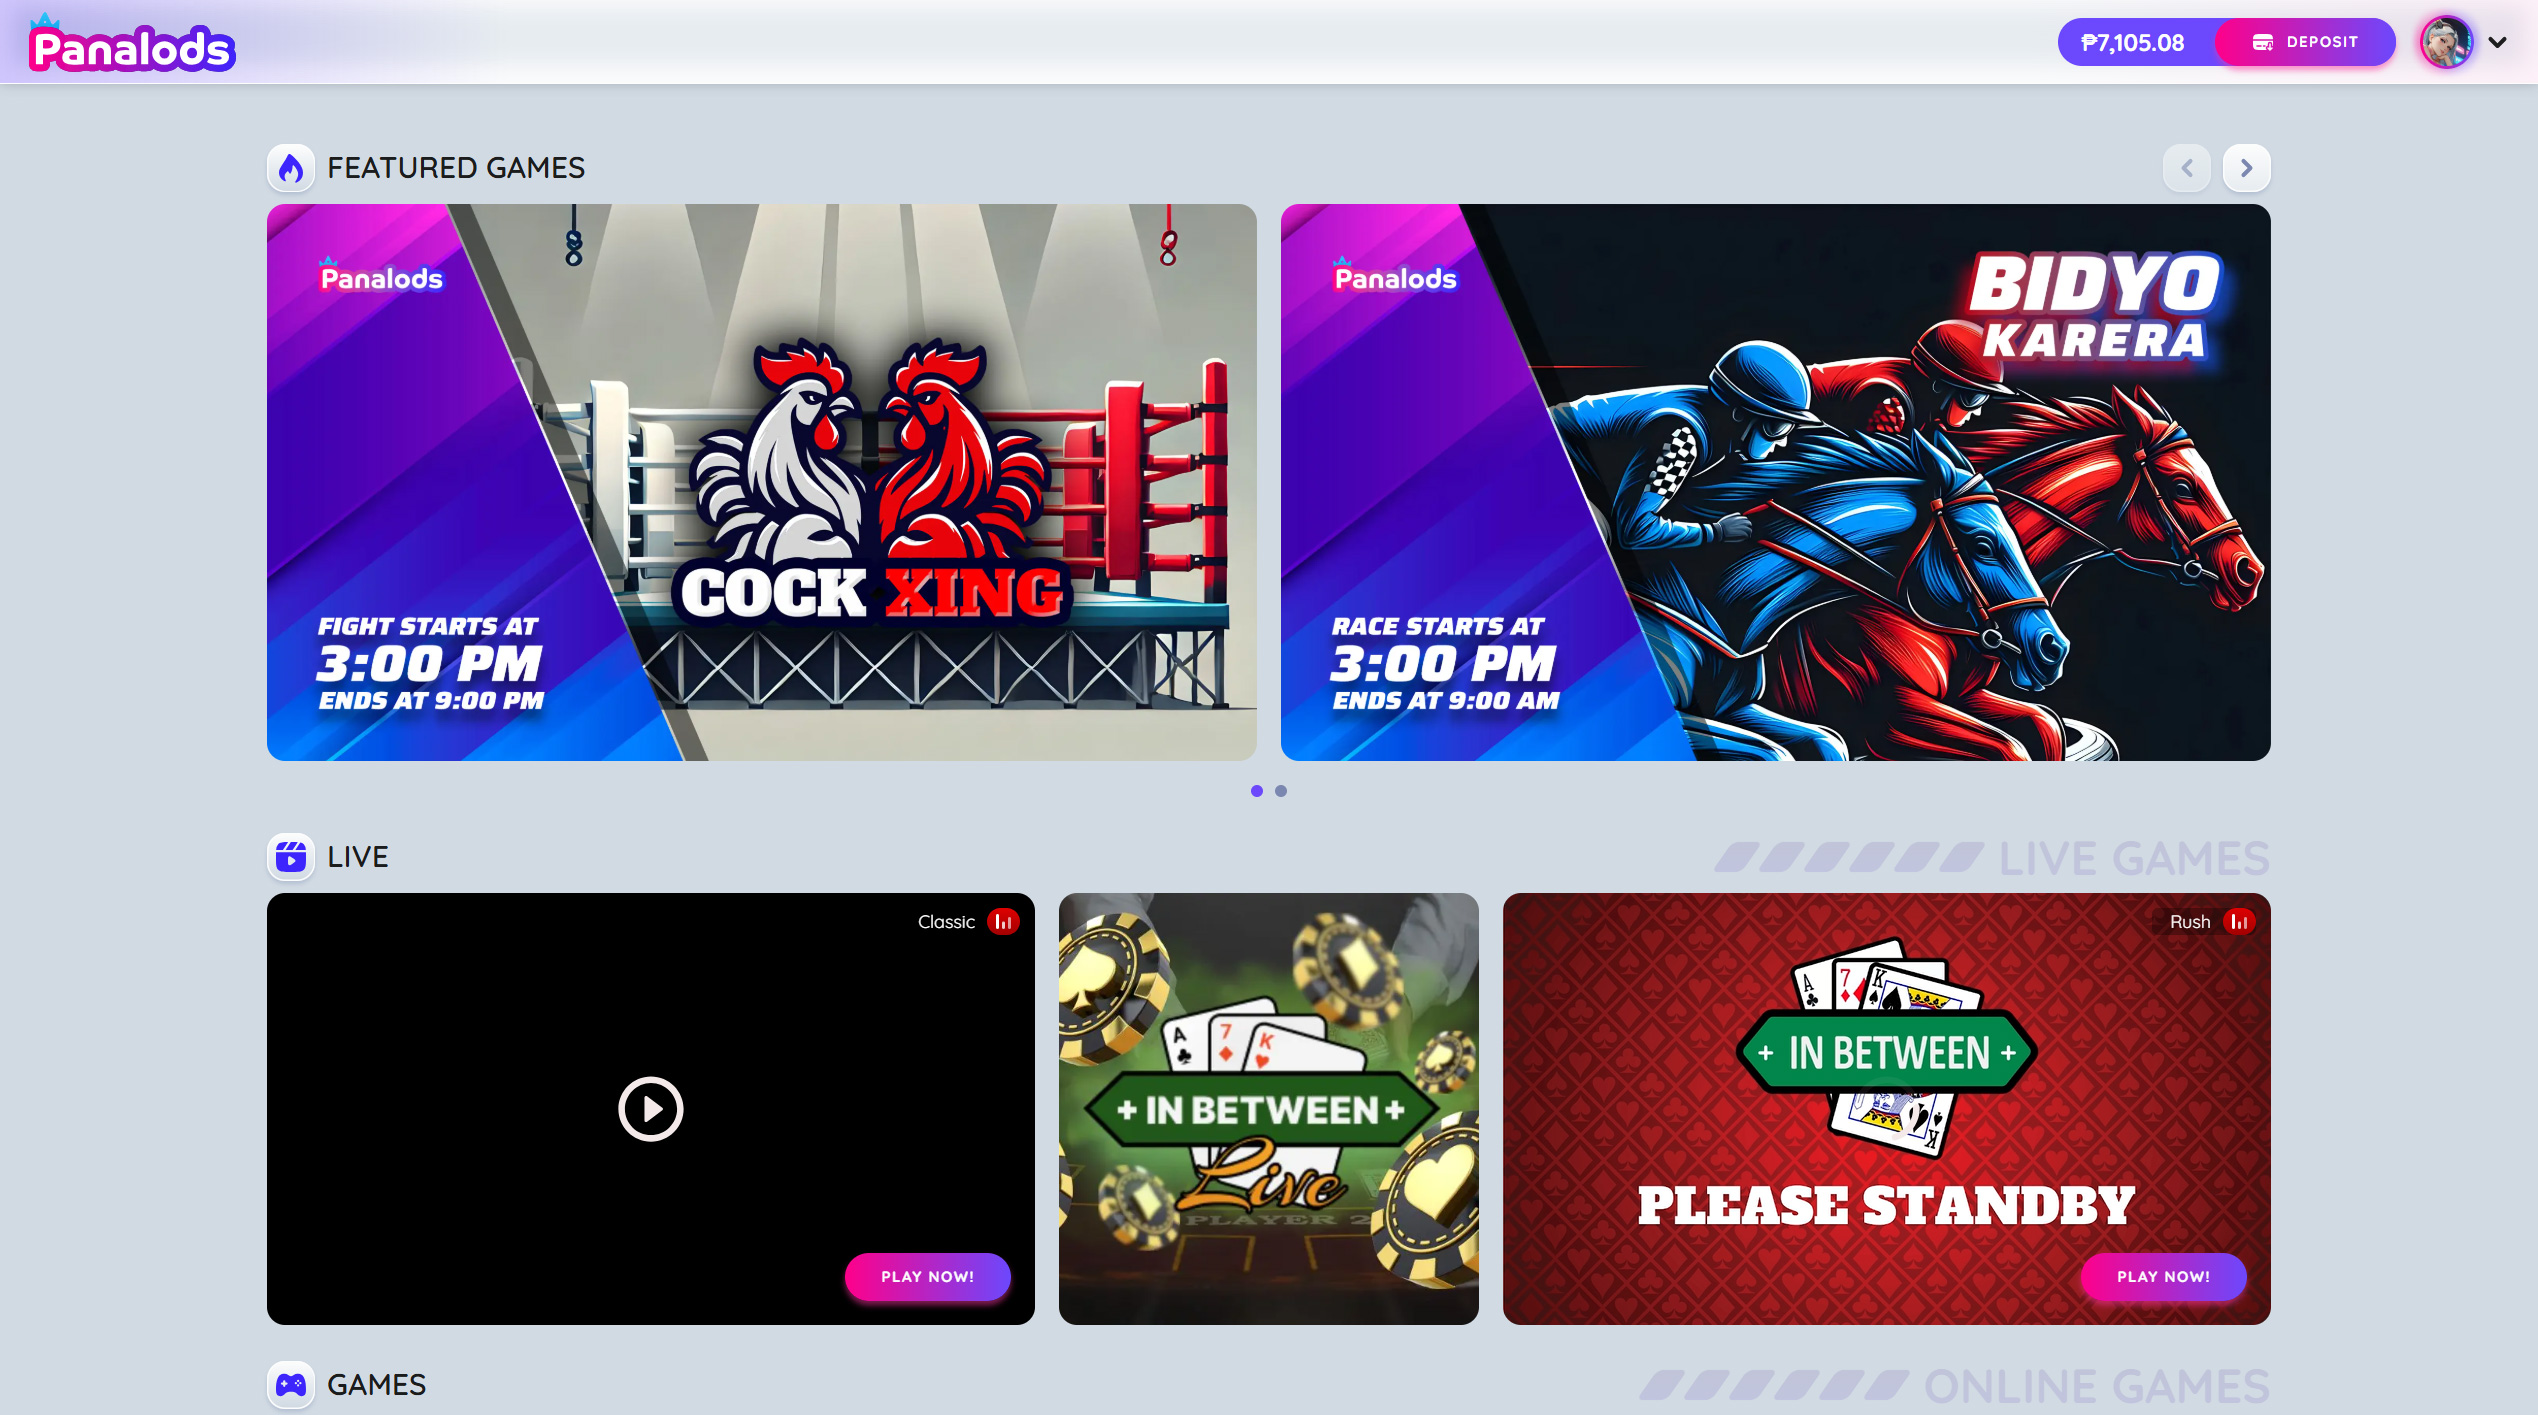 Panalods
₱7,105.08
DEPOSIT
FEATURED GAMES
Panalods
COCK XING
FIGHT STARTS AT
3:00 PM
ENDS AT 9:00 PM
Panalods
BIDYO
KARERA
RACE STARTS AT
3:00 PM
ENDS AT 9:00 AM
LIVE
LIVE GAMES
Classic
PLAY NOW!
A 7 K
+ IN BETWEEN +
Live
PLAYER 2
Rush
A 7 K
+ IN BETWEEN +
K
PLEASE STANDBY
PLAY NOW!
GAMES
ONLINE GAMES